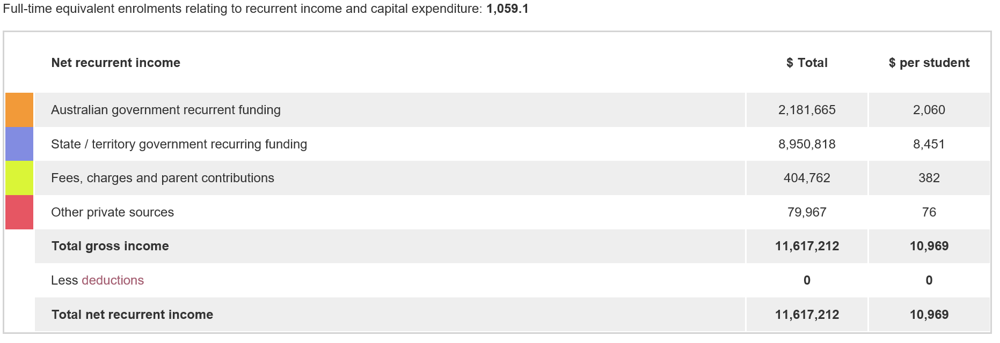 Full-time equivalent enrolments relating to recurrent income and capital expenditure: 1,059.1
Net recurrent income $ Total $ per student
Australian government recurrent funding 2,181,665 2,060
State / territory government recurring funding 8,950,818 8,451
Fees, charges and parent contributions 404,762 382
Other private sources 79,967 76
Total gross income 11,617,212 10,969
Less deductions 0 0
Total net recurrent income 11,617,212 10,969